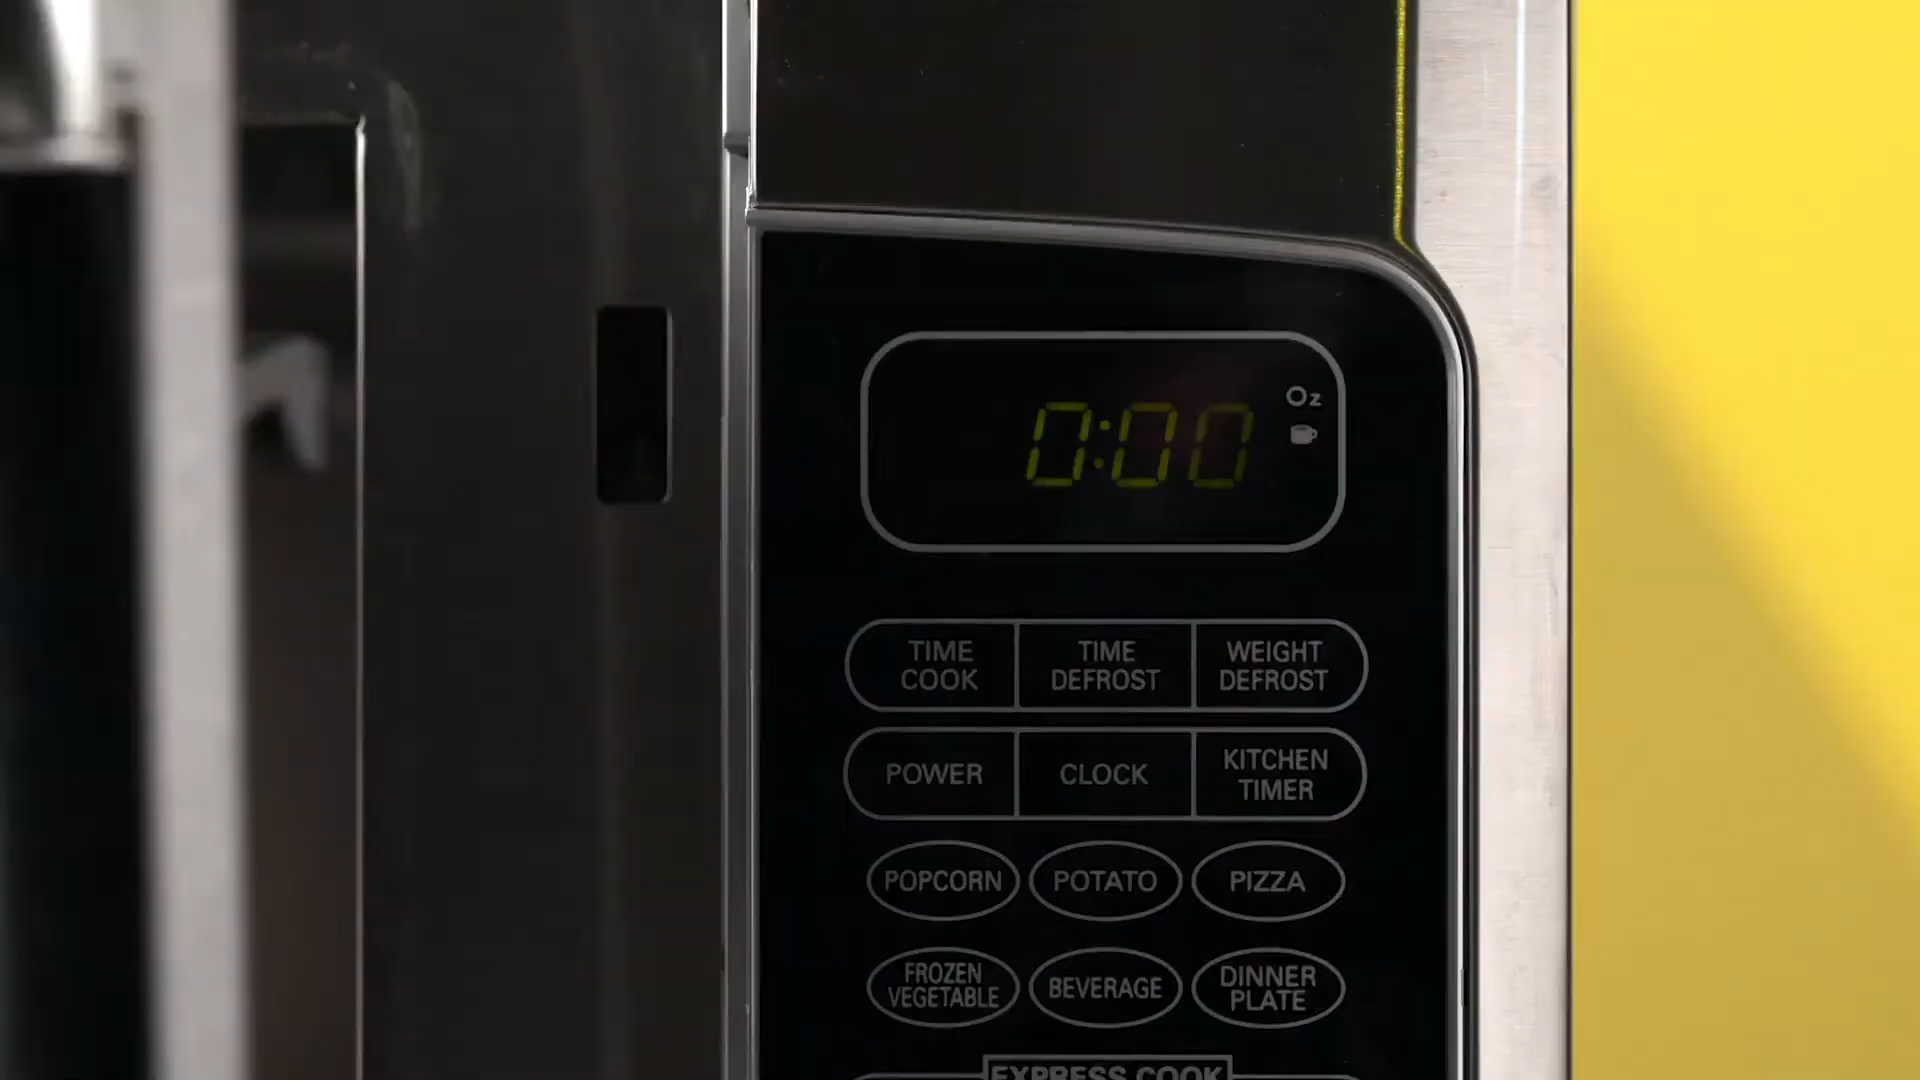 0:00
Oz
TIME
COOK
TIME
DEFROST
WEIGHT
DEFROST
POWER
CLOCK
KITCHEN
TIMER
POPCORN
POTATO
PIZZA
FROZEN
VEGETABLE
BEVERAGE
DINNER
PLATE
EXPRESS COOK